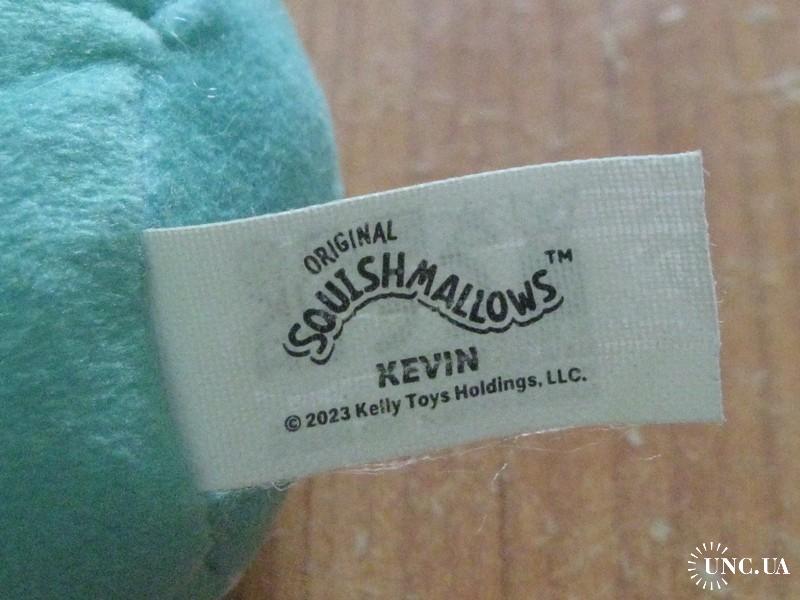 ORIGINAL
SQUISHMALLOWS™
KEVIN
© 2023 Kelly Toys Holdings, LLC.
UNC.UA